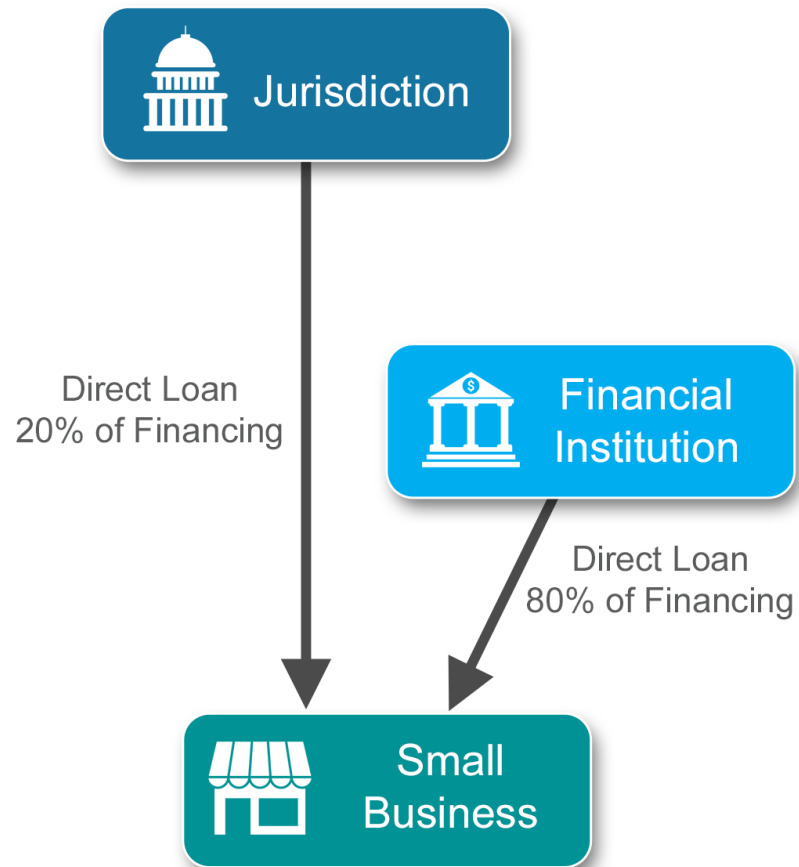 Jurisdiction
Direct Loan
20% of Financing
Financial
Institution
$
Direct Loan
80% of Financing
Small
Business